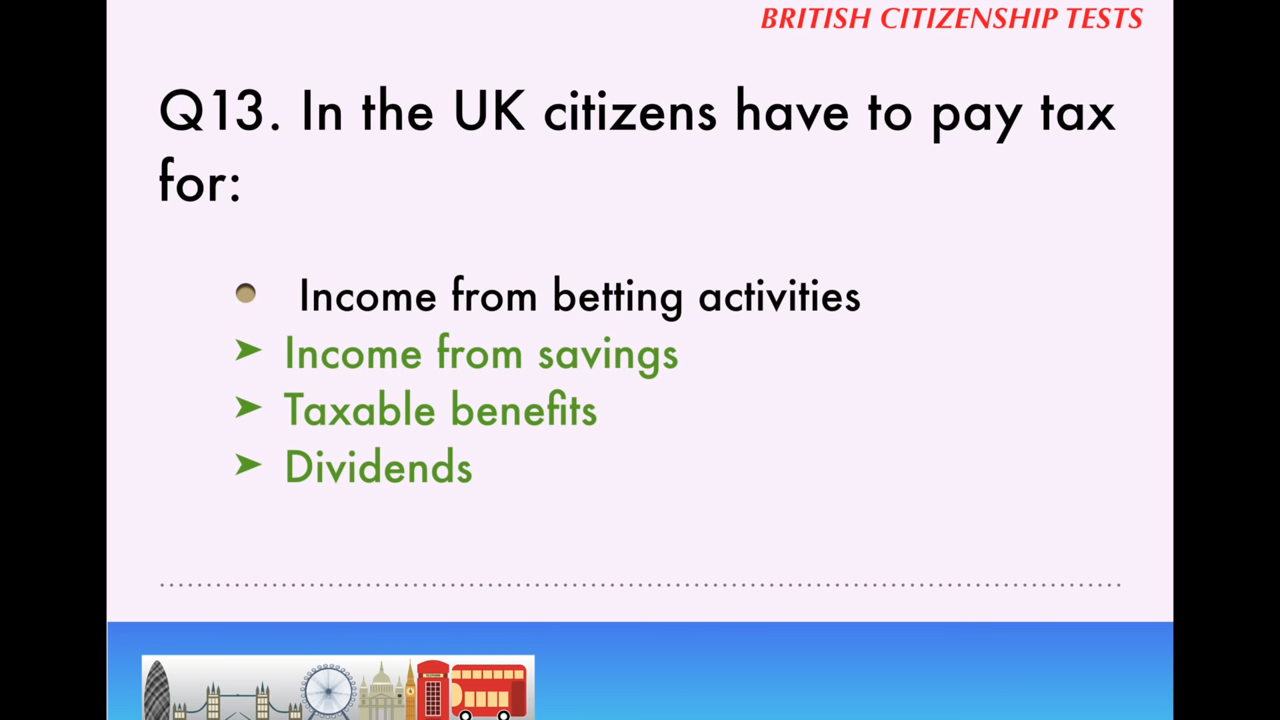 BRITISH CITIZENSHIP TESTS
Q13. In the UK citizens have to pay tax
for:
Income from betting activities
Income from savings
Taxable benefits
Dividends